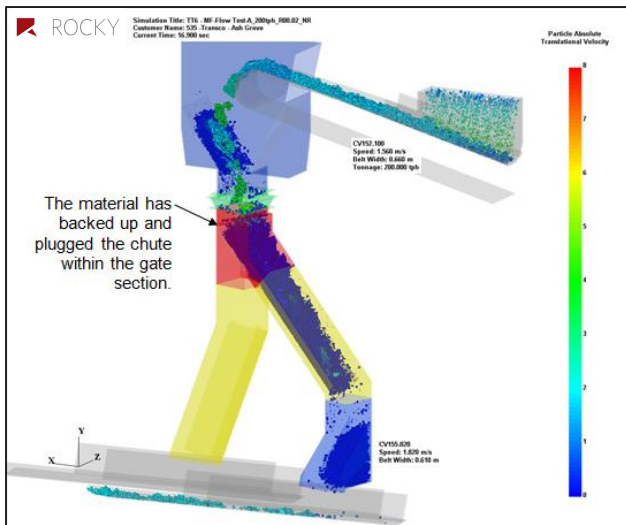 ROCKY
Simulation Title: TT6 - MF-Flow Test-A_200tph_R00.02_NR
Customer Name: 535 -Transco - Ash Grove
Current Time: 16.900 sec
Particle Absolute
Translational Velocity
8
7
6
5
4
3
2
1
0
CV152.100
Speed: 1.560 m/s
Belt Width: 0.660 m
Tonnage: 200.000 tph
The material has
backed up and
plugged the chute
within the gate
section.
CV155.020
Speed: 1.820 m/s
Belt Width: 0.610 m
Y
X
Z